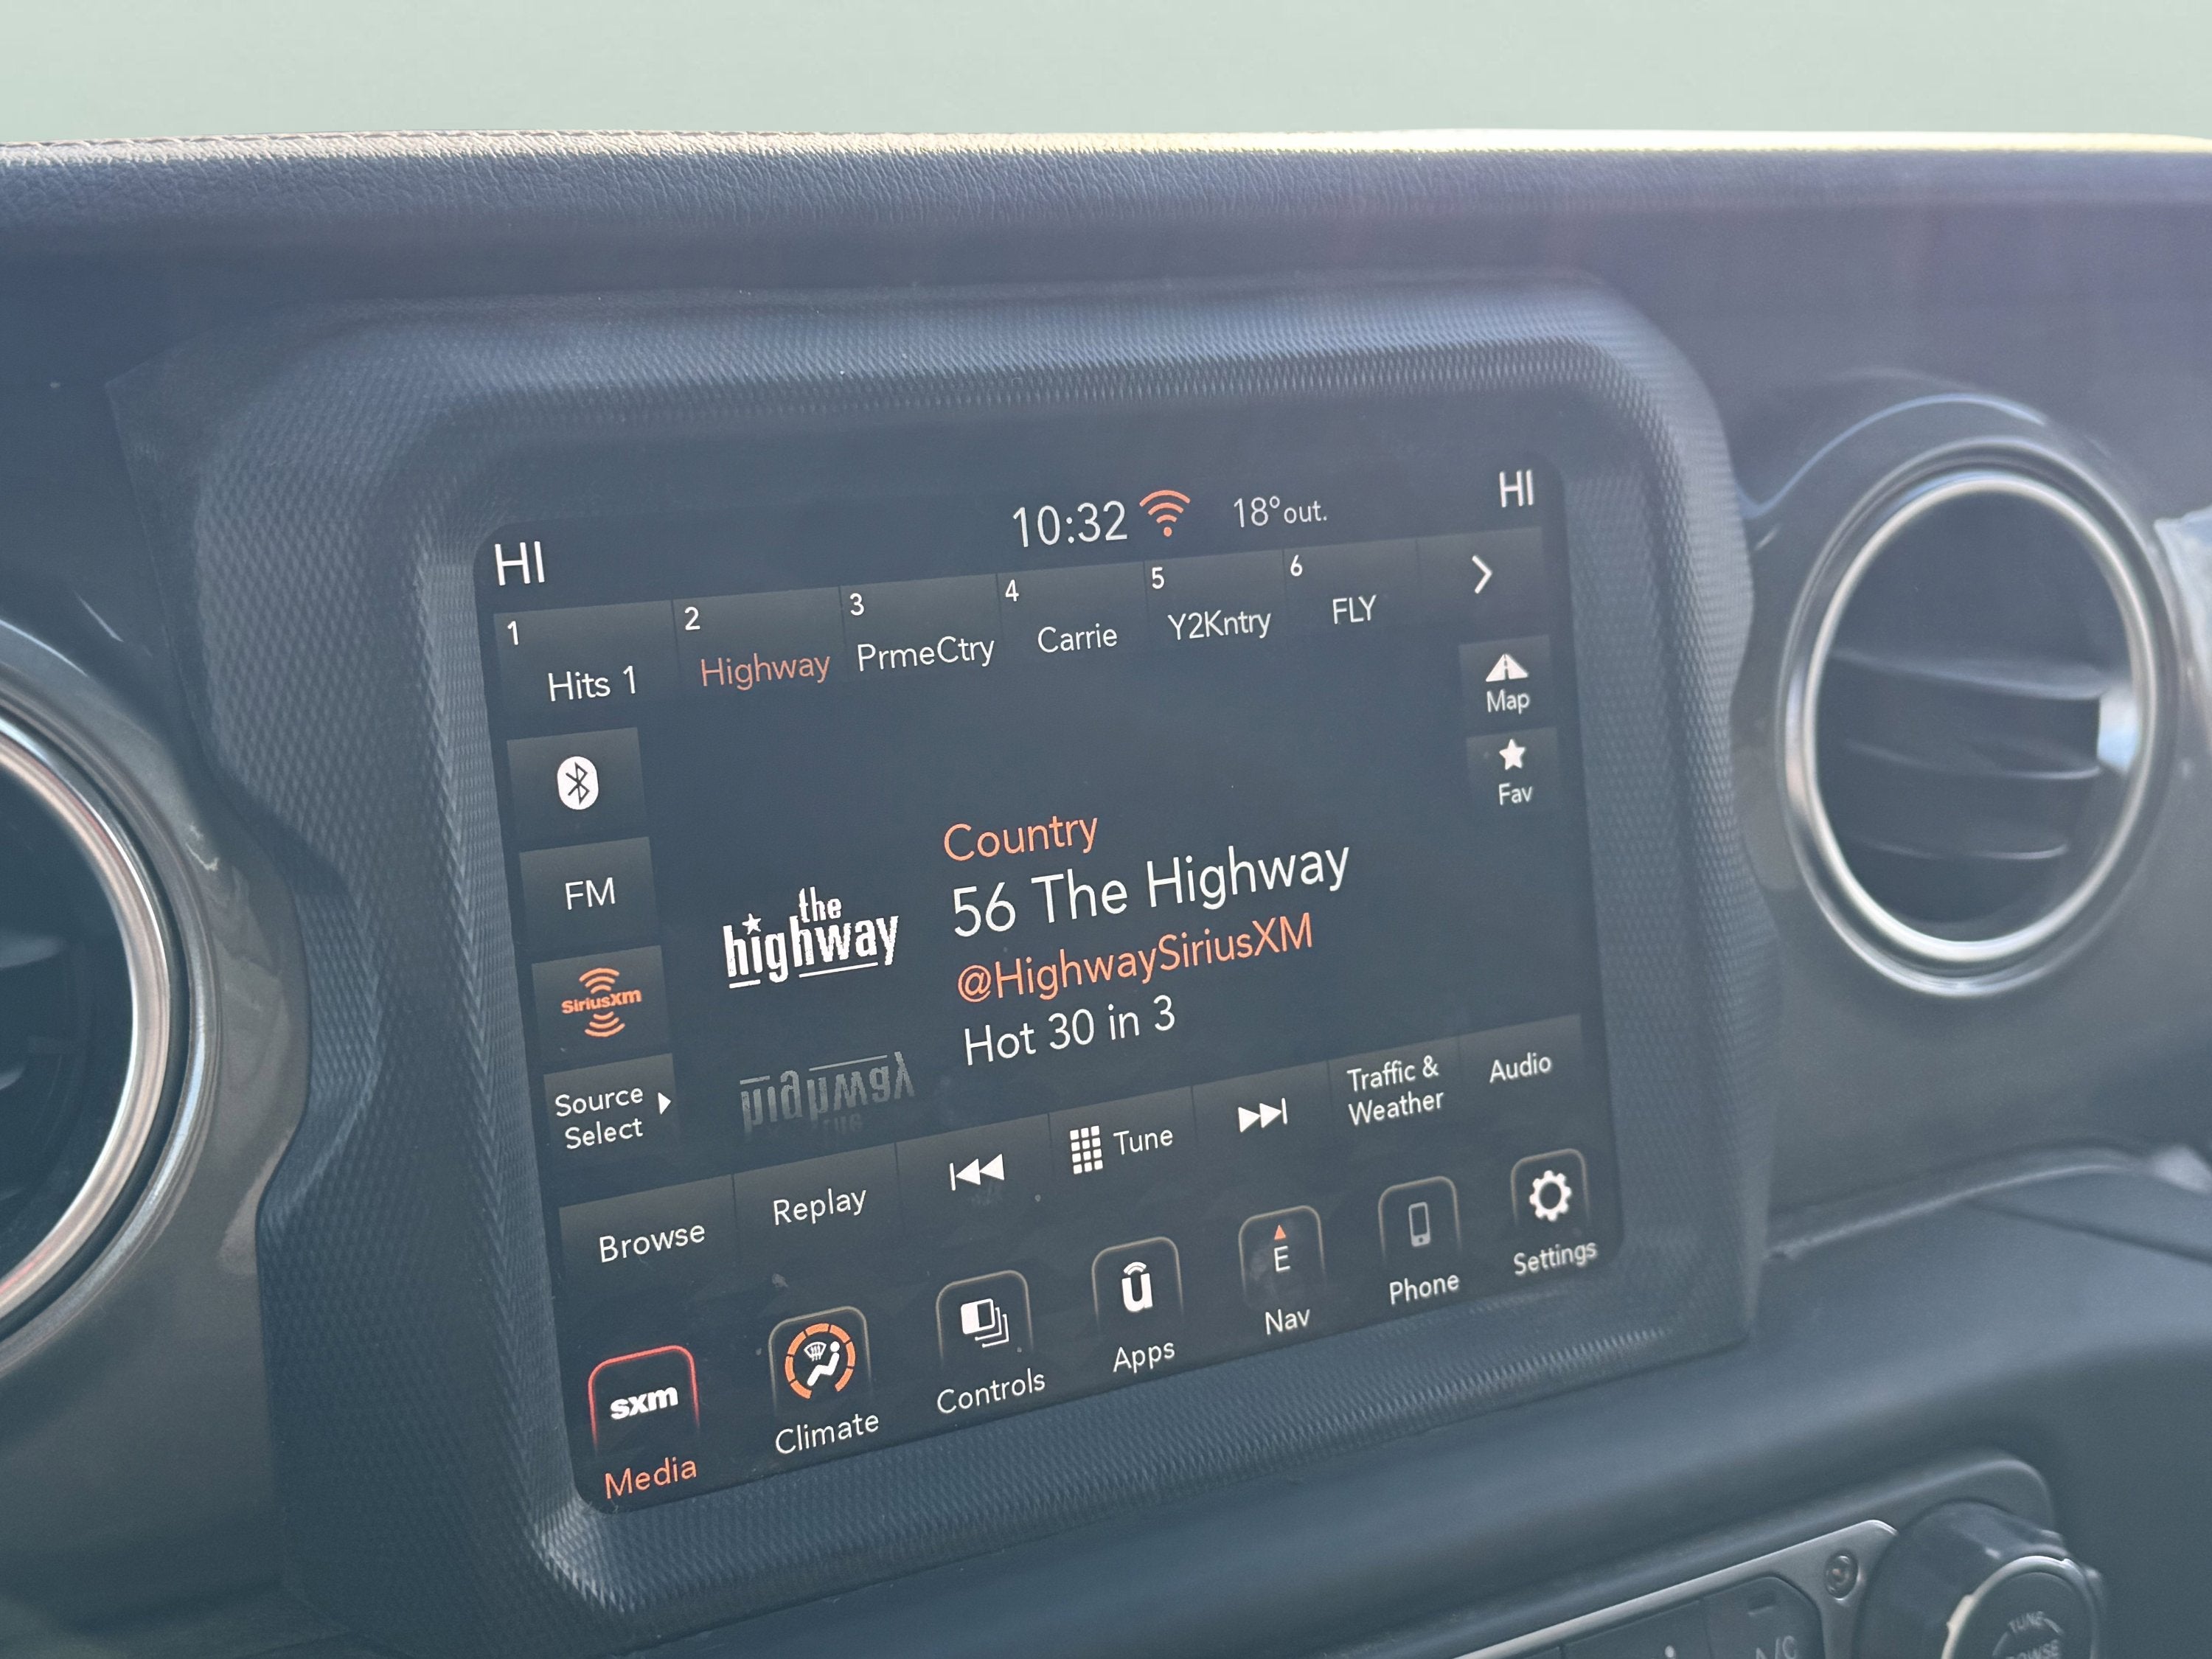 HI
10:32
18°out.
HI
1
Hits 1
2
Highway
3
PrmeCtry
4
Carrie
5
Y2Kntry
6
FLY
Map
Fav
FM
SiriusXm
Source
Select
the
highway
Country
56 The Highway
@HighwaySiriusXM
Hot 30 in 3
Browse
Replay
Tune
Traffic &
Weather
Audio
sxm
Media
Climate
Controls
û
Apps
E
Nav
Phone
Settings
A/C
TUNE